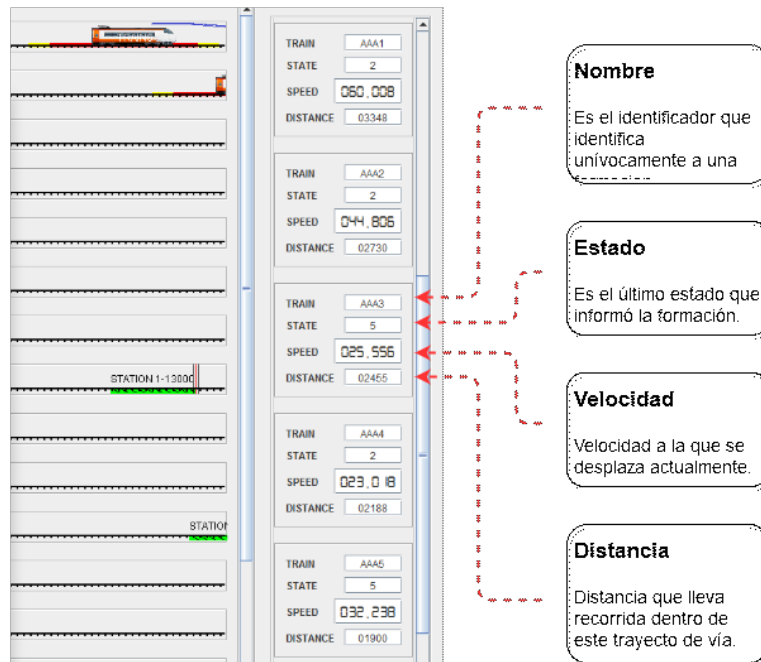 TRAIN AAA1
STATE 2
SPEED 060,008
DISTANCE 03348
TRAIN AAA2
STATE 2
SPEED 044,806
DISTANCE 02730
TRAIN AAA3
STATE 5
SPEED 025,556
DISTANCE 02455
TRAIN AAA4
STATE 2
SPEED 023,018
DISTANCE 02188
TRAIN AAA5
STATE 5
SPEED 032,238
DISTANCE 01900
STATION 1-13000
STATION
Nombre
Es el identificador que
identifica
unívocamente a una
Estado
Es el último estado que
informó la formación.
Velocidad
Velocidad a la que se
desplaza actualmente.
Distancia
Distancia que lleva
recorrida dentro de
este trayecto de vía.